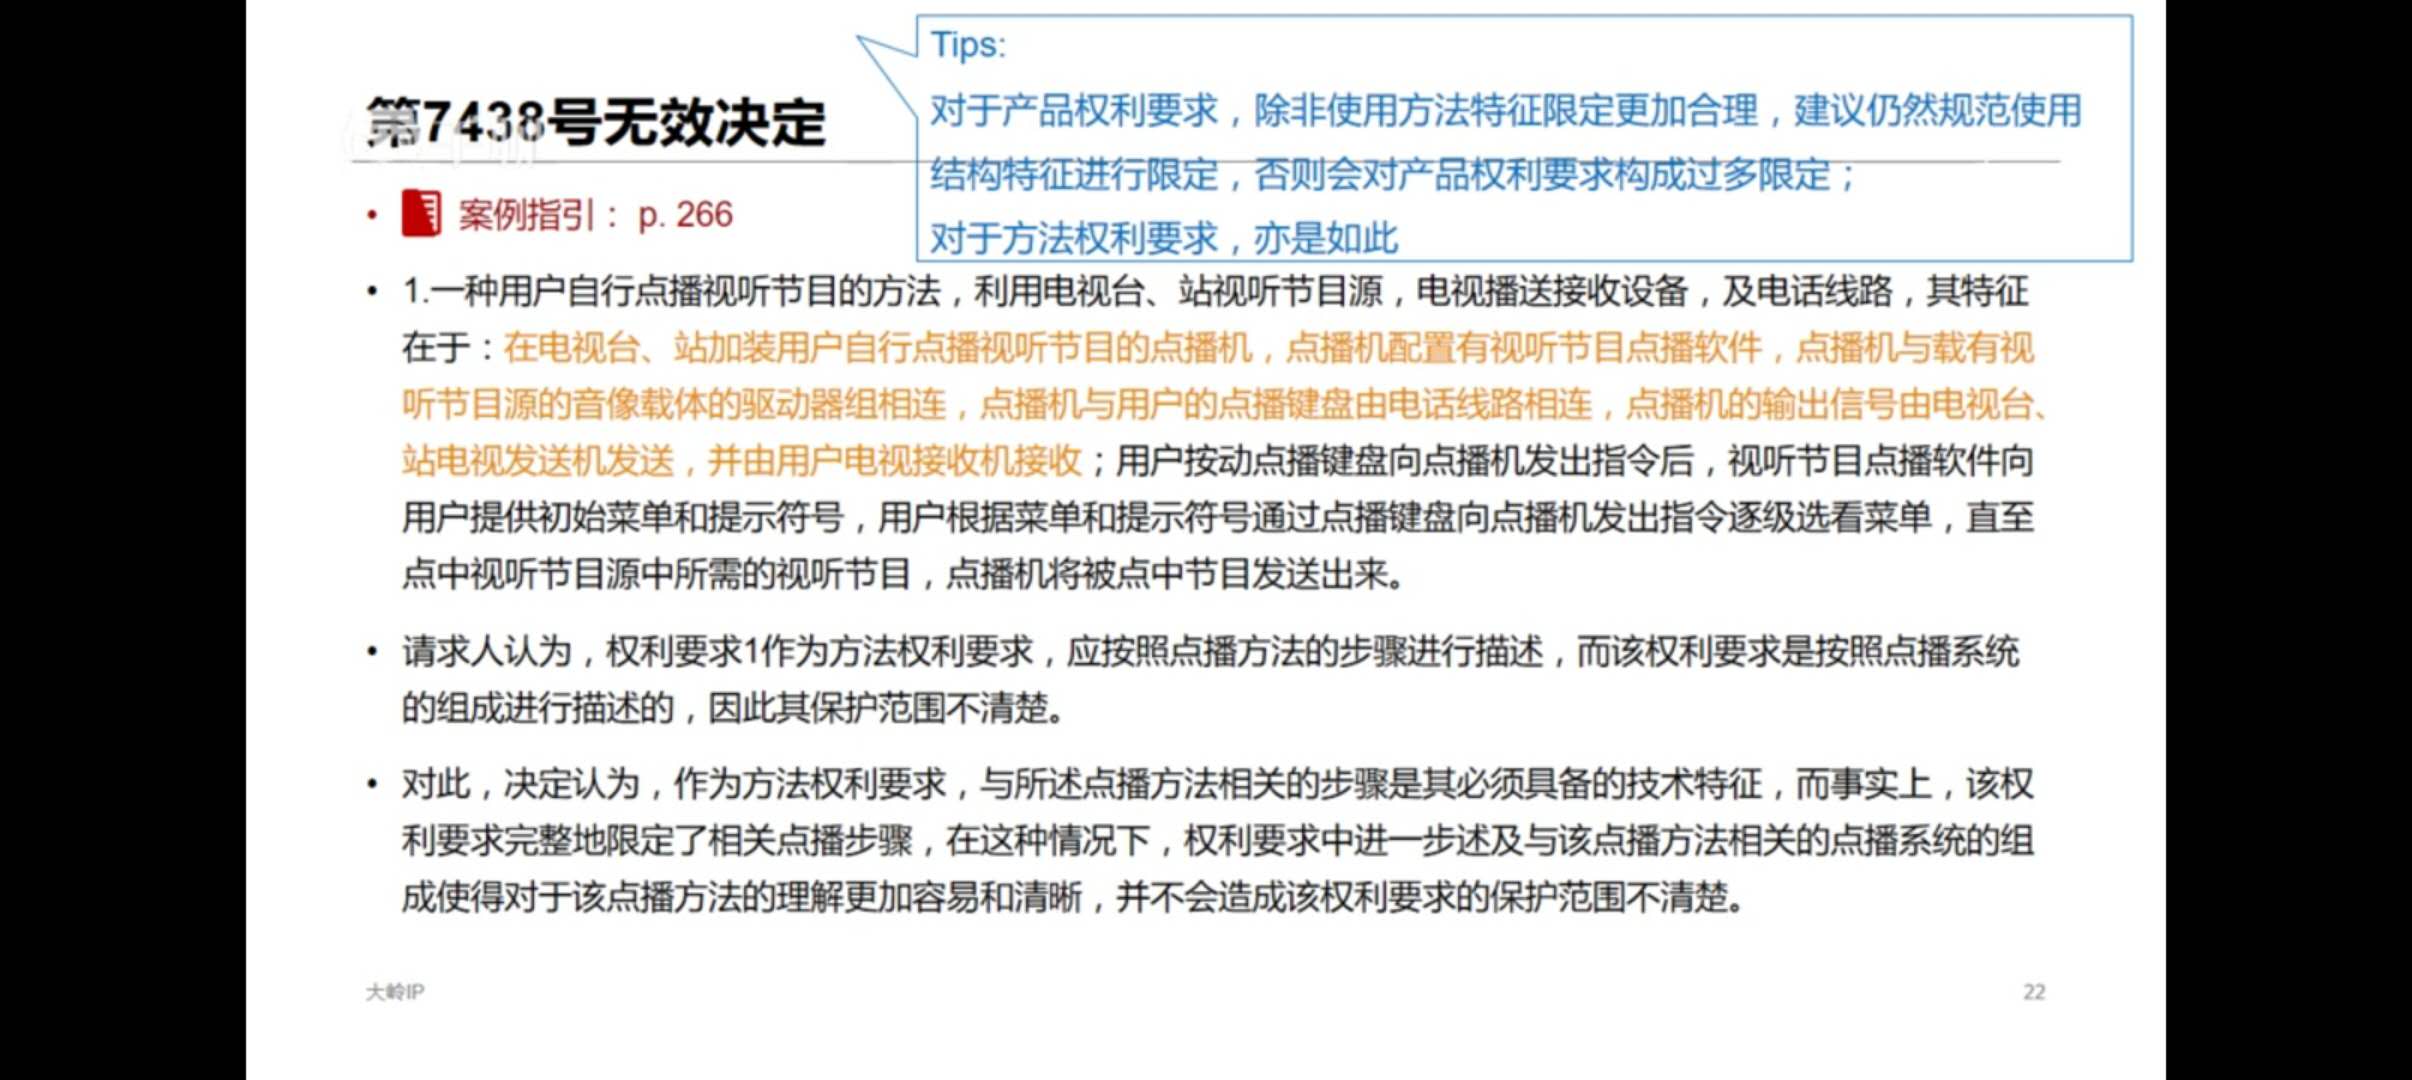 Tips:
对于产品权利要求，除非使用方法特征限定更加合理，建议仍然规范使用
结构特征进行限定，否则会对产品权利要求构成过多限定；
对于方法权利要求，亦是如此
第7438号无效决定
• 案例指引： p. 266
• 1.一种用户自行点播视听节目的方法，利用电视台、站视听节目源，电视播送接收设备，及电话线路，其特征
在于：在电视台、站加装用户自行点播视听节目的点播机，点播机配置有视听节目点播软件，点播机与载有视
听节目源的音像载体的驱动器组相连，点播机与用户的点播键盘由电话线路相连，点播机的输出信号由电视台、
站电视发送机发送，并由用户电视接收机接收；用户按动点播键盘向点播机发出指令后，视听节目点播软件向
用户提供初始菜单和提示符号，用户根据菜单和提示符号通过点播键盘向点播机发出指令逐级选看菜单，直至
点中视听节目源中所需的视听节目，点播机将被点中节目发送出来。
• 请求人认为，权利要求1作为方法权利要求，应按照点播方法的步骤进行描述，而该权利要求是按照点播系统
的组成进行描述的，因此其保护范围不清楚。
• 对此，决定认为，作为方法权利要求，与所述点播方法相关的步骤是其必须具备的技术特征，而事实上，该权
利要求完整地限定了相关点播步骤，在这种情况下，权利要求中进一步述及与该点播方法相关的点播系统的组
成使得对于该点播方法的理解更加容易和清晰，并不会造成该权利要求的保护范围不清楚。
大岭IP
22